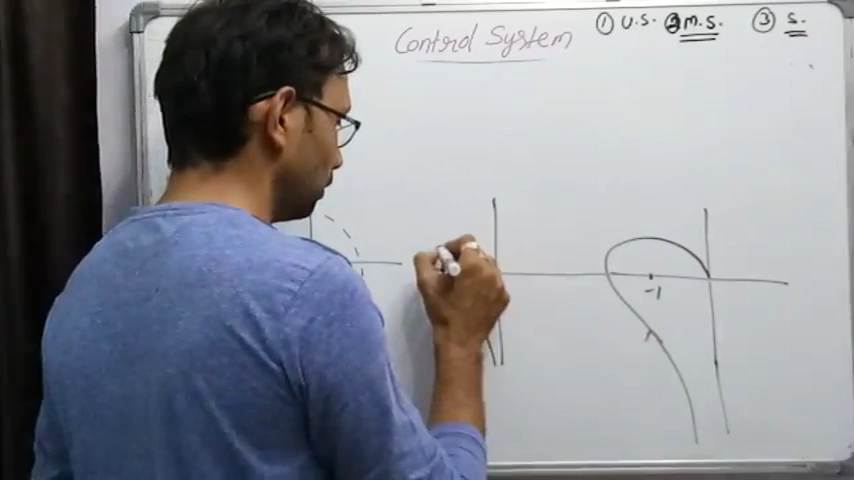 Control System
① U.S. ② M.S. ③ S.
-1